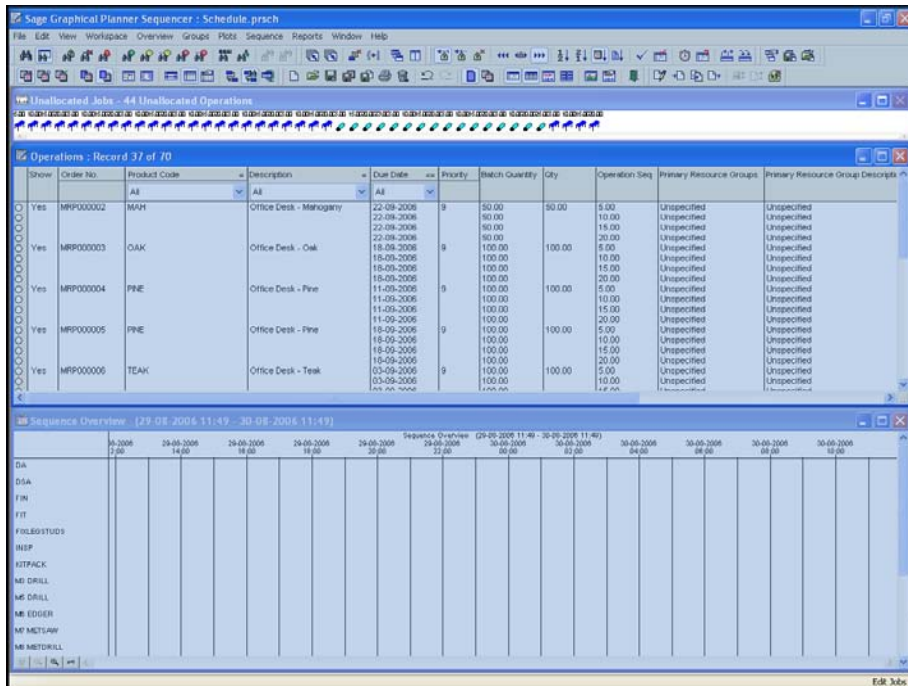 Sage Graphical Planner Sequencer : Schedule.prsch
File Edit View Workspace Overview Groups Plots Sequence Reports Window Help
Unallocated Jobs - 44 Unallocated Operations
Operations : Record 37 of 70
Show Order No. Product Code Description Due Date Priority Batch Quantity Qty Operation Seq Primary Resource Groups Primary Resource Group Descripti
All All All
Yes MRP000002 MAH Office Desk - Mahogany 22-09-2006 9 50.00 50.00 5.00 Unspecified Unspecified
22-09-2006 50.00 10.00 Unspecified Unspecified
22-09-2006 50.00 15.00 Unspecified Unspecified
22-09-2006 50.00 20.00 Unspecified Unspecified
Yes MRP000003 OAK Office Desk - Oak 18-09-2006 9 100.00 100.00 5.00 Unspecified Unspecified
18-09-2006 100.00 10.00 Unspecified Unspecified
18-09-2006 100.00 15.00 Unspecified Unspecified
18-09-2006 100.00 20.00 Unspecified Unspecified
Yes MRP000004 PINE Office Desk - Pine 11-09-2006 9 100.00 100.00 5.00 Unspecified Unspecified
11-09-2006 100.00 10.00 Unspecified Unspecified
11-09-2006 100.00 15.00 Unspecified Unspecified
11-09-2006 100.00 20.00 Unspecified Unspecified
Yes MRP000005 PINE Office Desk - Pine 18-09-2006 9 100.00 100.00 5.00 Unspecified Unspecified
18-09-2006 100.00 10.00 Unspecified Unspecified
18-09-2006 100.00 15.00 Unspecified Unspecified
18-09-2006 100.00 20.00 Unspecified Unspecified
Yes MRP000006 TEAK Office Desk - Teak 03-09-2006 9 100.00 100.00 5.00 Unspecified Unspecified
03-09-2006 100.00 10.00 Unspecified Unspecified
Sequence Overview - (29-08-2006 11:49 - 30-08-2006 11:49)
Sequence Overview (29-08-2006 11:49 - 30-08-2006 11:49)
29-08-2006 29-08-2006 29-08-2006 29-08-2006 29-08-2006 30-08-2006 30-08-2006 30-08-2006 30-08-2006 30-08-2006 30-08-2006
14:00 16:00 18:00 20:00 22:00 00:00 02:00 04:00 06:00 08:00 10:00
DA
DSA
FIN
FIT
FIXLEGSTUDS
INSP
KITPACK
M3 DRILL
M5 DRILL
M6 EDGER
M7 METSAW
M8 METDRILL
Edit Jobs